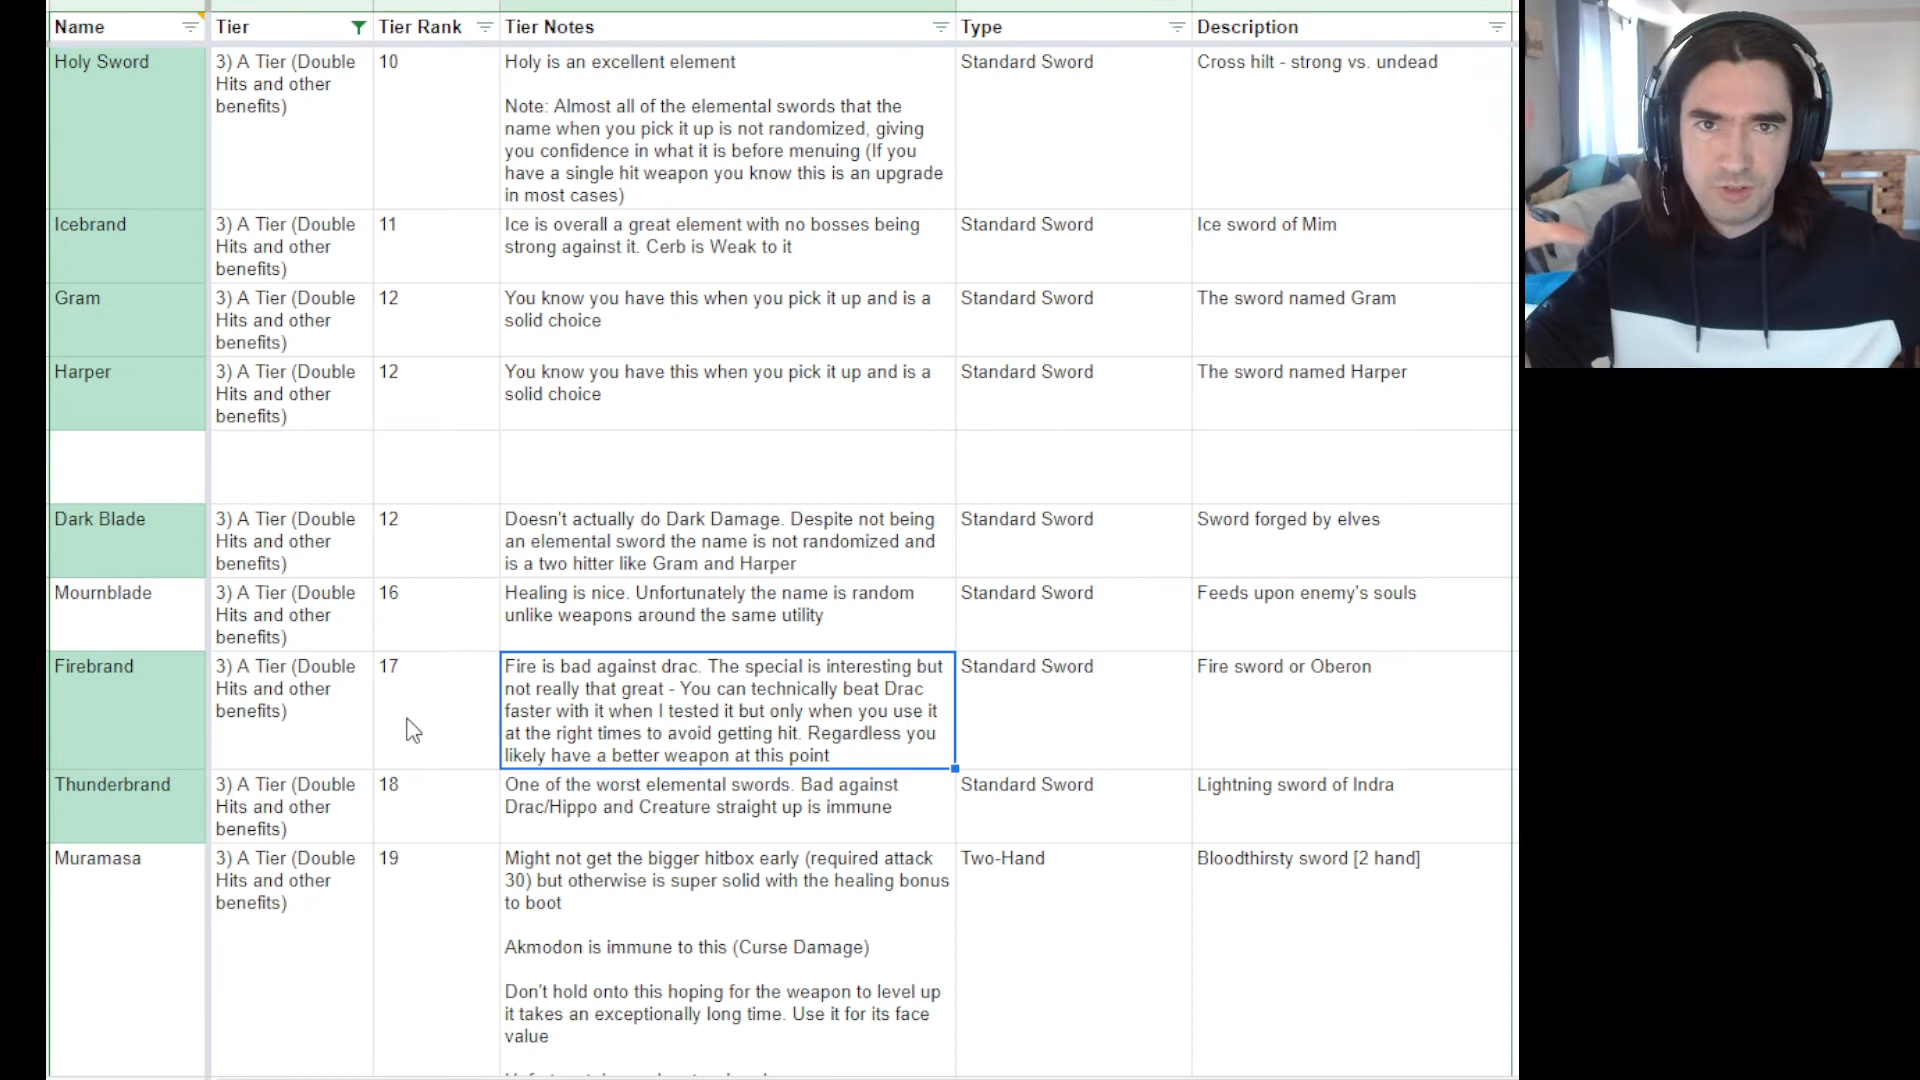 Name Tier Tier Rank Tier Notes Type Description
Holy Sword 3) A Tier (Double 10 Holy is an excellent element Standard Sword Cross hilt - strong vs. undead
Hits and other
benefits) Note: Almost all of the elemental swords that the
name when you pick it up is not randomized, giving
you confidence in what it is before menuing (If you
have a single hit weapon you know this is an upgrade
in most cases)
Icebrand 3) A Tier (Double 11 Ice is overall a great element with no bosses being Standard Sword Ice sword of Mim
Hits and other strong against it. Cerb is Weak to it
benefits)
Gram 3) A Tier (Double 12 You know you have this when you pick it up and is a Standard Sword The sword named Gram
Hits and other solid choice
benefits)
Harper 3) A Tier (Double 12 You know you have this when you pick it up and is a Standard Sword The sword named Harper
Hits and other solid choice
benefits)
Dark Blade 3) A Tier (Double 12 Doesn't actually do Dark Damage. Despite not being Standard Sword Sword forged by elves
Hits and other an elemental sword the name is not randomized and
benefits) is a two hitter like Gram and Harper
Mournblade 3) A Tier (Double 16 Healing is nice. Unfortunately the name is random Standard Sword Feeds upon enemy's souls
Hits and other unlike weapons around the same utility
benefits)
Firebrand 3) A Tier (Double 17 Fire is bad against drac. The special is interesting but Standard Sword Fire sword or Oberon
Hits and other not really that great - You can technically beat Drac
benefits) faster with it when I tested it but only when you use it
at the right times to avoid getting hit. Regardless you
likely have a better weapon at this point
Thunderbrand 3) A Tier (Double 18 One of the worst elemental swords. Bad against Standard Sword Lightning sword of Indra
Hits and other Drac/Hippo and Creature straight up is immune
benefits)
Muramasa 3) A Tier (Double 19 Might not get the bigger hitbox early (required attack Two-Hand Bloodthirsty sword [2 hand]
Hits and other 30) but otherwise is super solid with the healing bonus
benefits) to boot
Akmodon is immune to this (Curse Damage)
Don't hold onto this hoping for the weapon to level up
it takes an exceptionally long time. Use it for its face
value